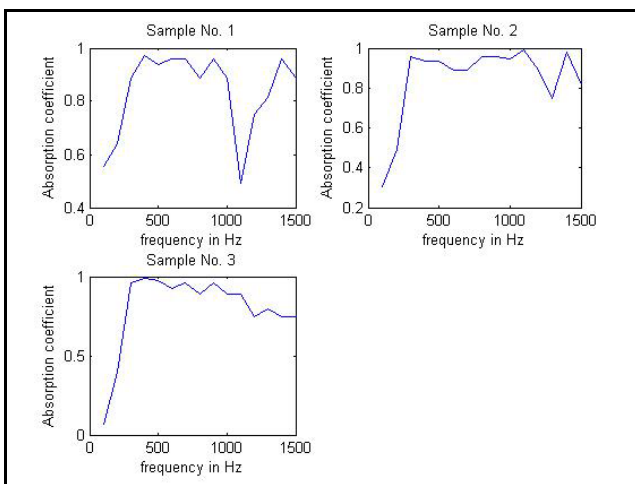 Sample No. 1
1
0.8
0.6
0.4
Absorption coefficient
0
500
1000
1500
frequency in Hz
Sample No. 2
1
0.8
0.6
0.4
0.2
Absorption coefficient
0
500
1000
1500
frequency in Hz
Sample No. 3
1
0.5
0
Absorption coefficient
0
500
1000
1500
frequency in Hz